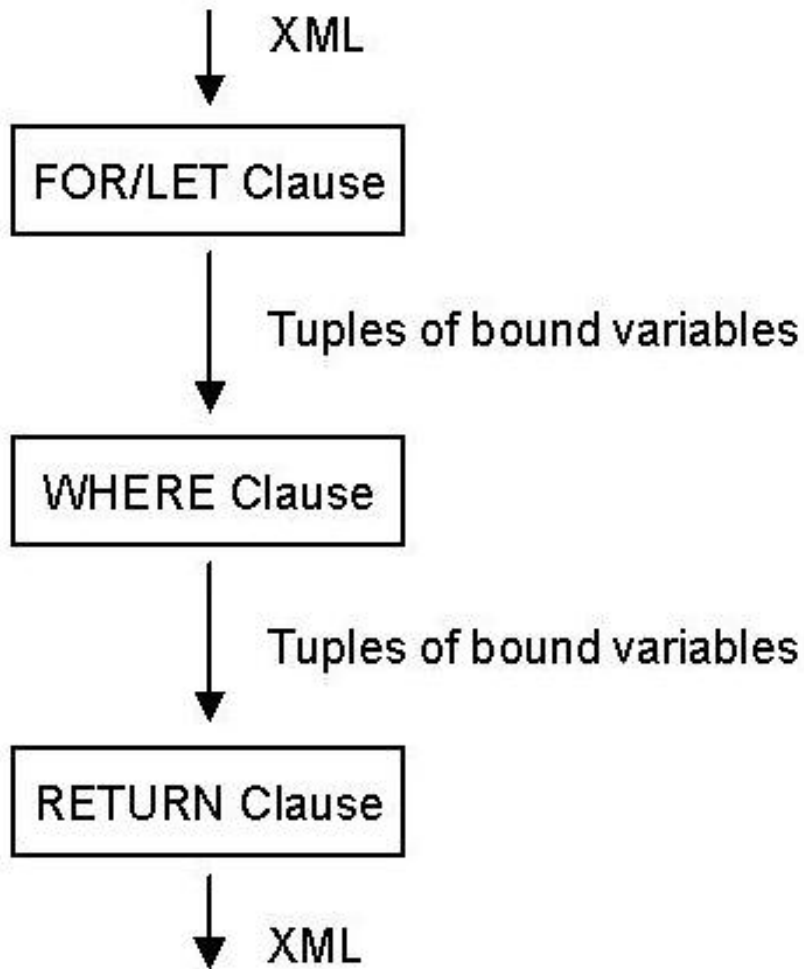 XML
FOR/LET Clause
Tuples of bound variables
WHERE Clause
Tuples of bound variables
RETURN Clause
XML